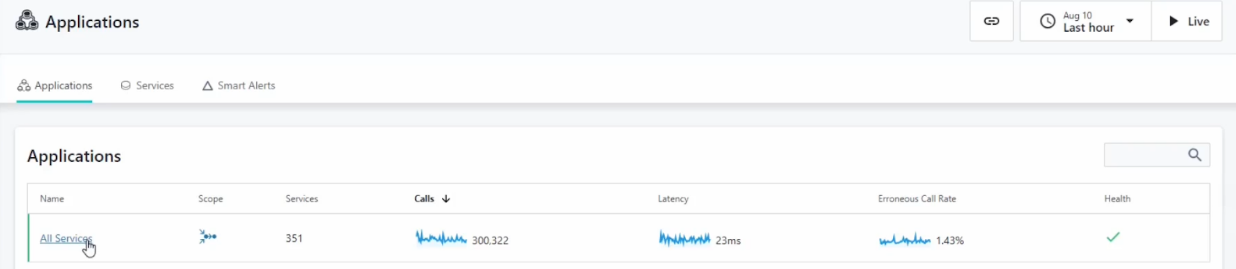 Applications
Aug 10
Last hour
Live
Applications
Services
Smart Alerts
Applications
Name
Scope
Services
Calls
Latency
Erroneous Call Rate
Health
All Services
351
300,322
23ms
1.43%